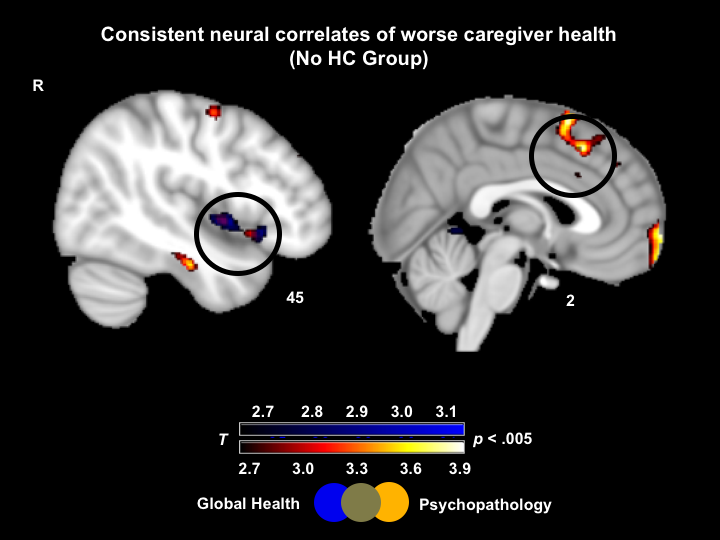 Consistent neural correlates of worse caregiver health
(No HC Group)
R
45
2
2.7 2.8 2.9 3.0 3.1
T
p < .005
2.7 3.0 3.3 3.6 3.9
Global Health
Psychopathology